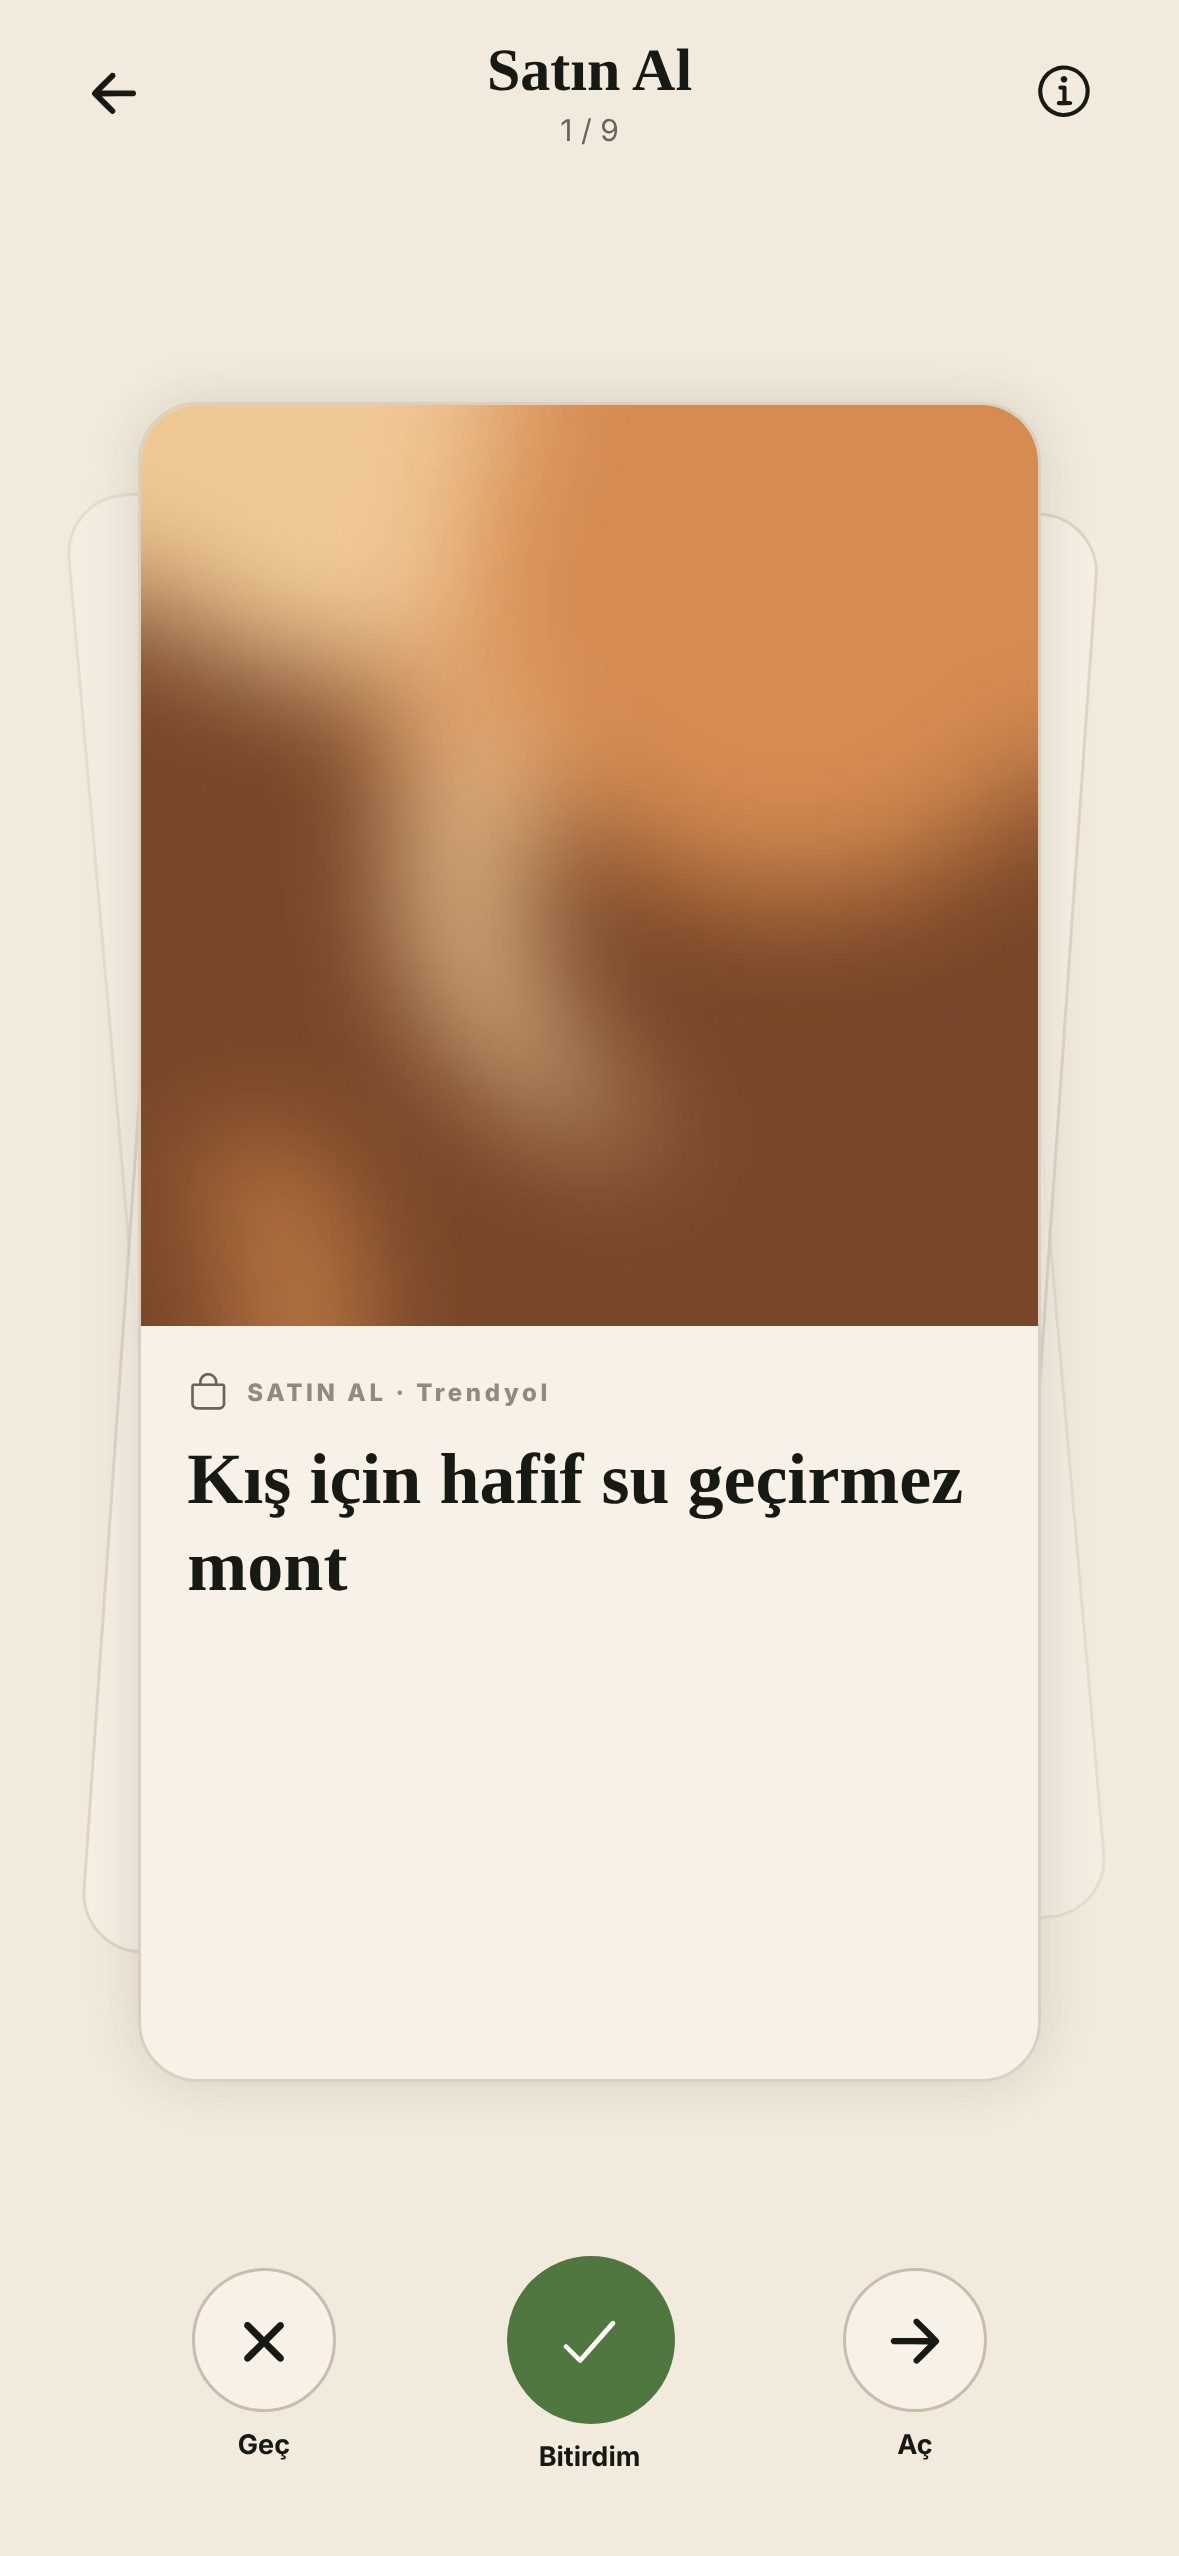 Satın Al
1 / 9
SATIN AL · Trendyol
Kış için hafif su geçirmez
mont
Geç
Bitirdim
Aç